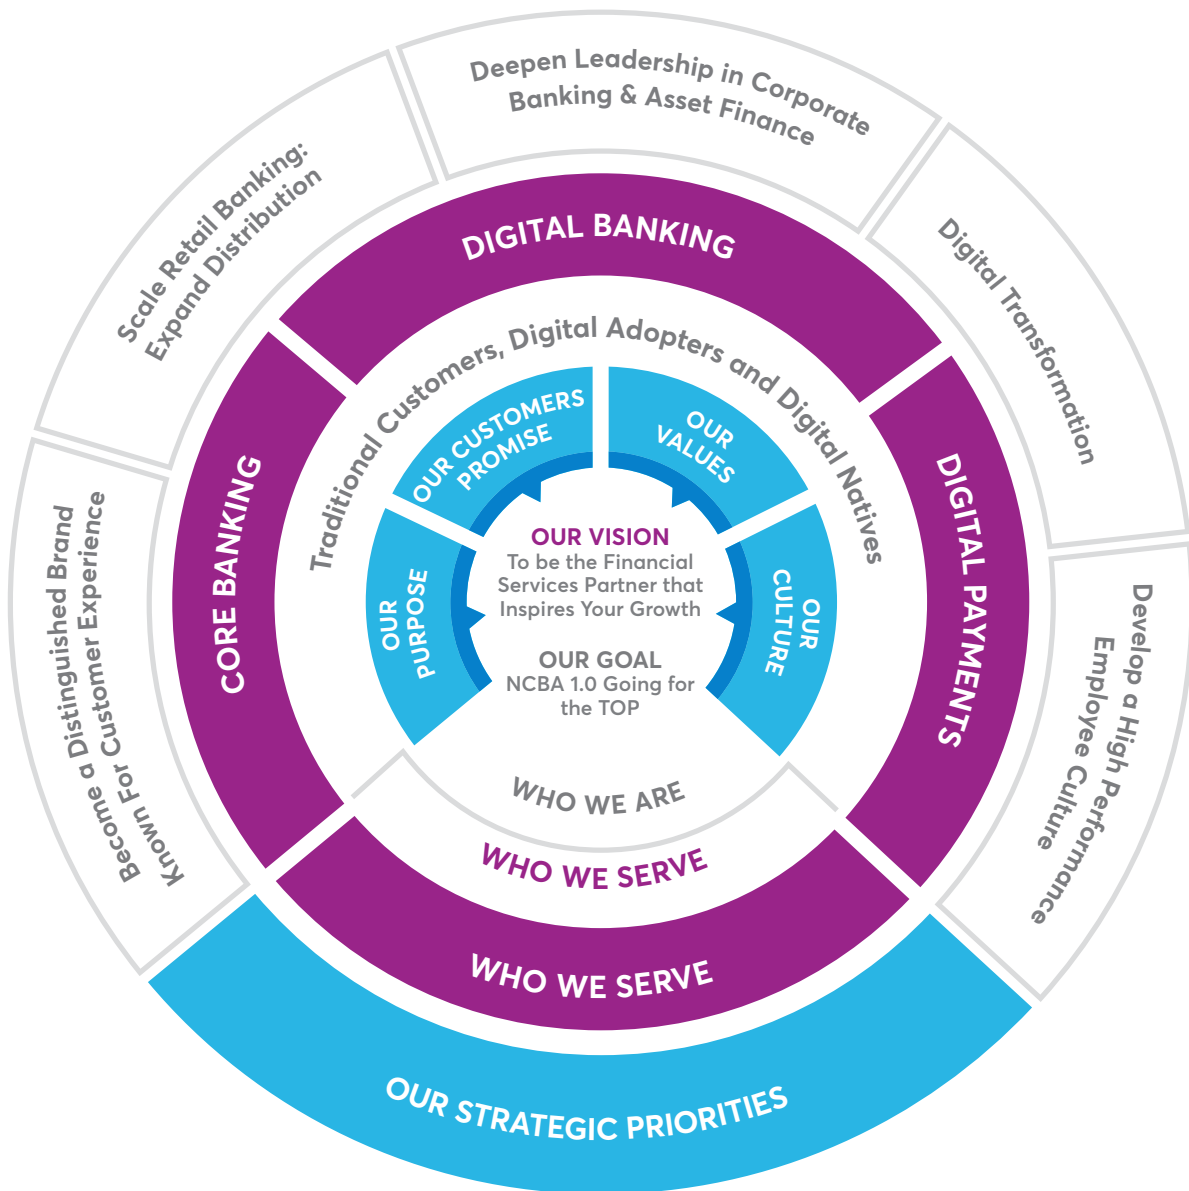 Deepen Leadership in Corporate
Banking & Asset Finance
Scale Retail Banking:
Expand Distribution
Digital Transformation
Become a Distinguished Brand
Known For Customer Experience
Develop a High Performance
Employee Culture
DIGITAL BANKING
CORE BANKING
DIGITAL PAYMENTS
Traditional Customers, Digital Adopters and Digital Natives
OUR CUSTOMERS
PROMISE
OUR
VALUES
OUR
PURPOSE
OUR
CULTURE
OUR VISION
To be the Financial
Services Partner that
Inspires Your Growth
OUR GOAL
NCBA 1.0 Going for
the TOP
WHO WE ARE
WHO WE SERVE
WHO WE SERVE
OUR STRATEGIC PRIORITIES